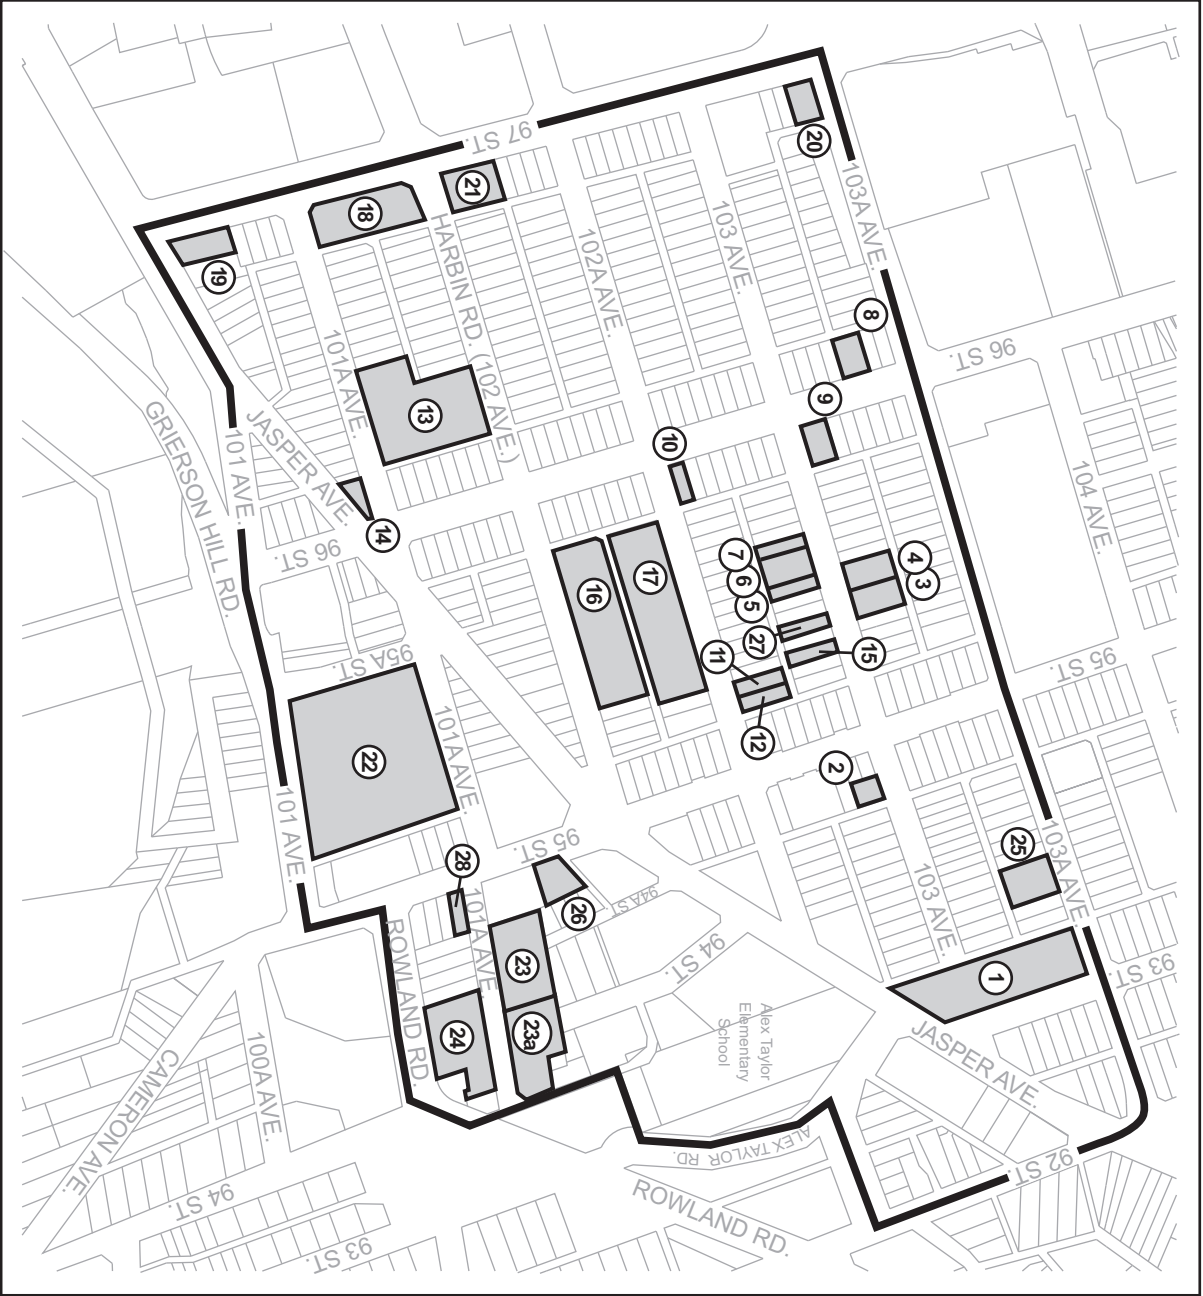 97 ST.
20
103A AVE.
21
18
HARBIN RD. (102 AVE.)
102A AVE.
103 AVE.
19
8
96 ST.
101A AVE.
9
13
JASPER AVE.
GRIERSON HILL RD.
101 AVE.
10
104 AVE.
14
96 ST.
7
6
5
4
3
17
16
27
15
11
12
95 ST.
95A ST.
22
101A AVE.
2
101 AVE.
28
95 ST.
25
103A AVE.
103 AVE.
94A S
26
101A AVE.
94 ST.
23
1
93 ST.
ROWLAND RD.
24
23a
Alex Taylor
Elementary
School
JASPER AVE.
100A AVE.
CAMERON AVE.
ALEX TAYLOR RD.
92 ST.
94 ST.
ROWLAND RD.
93 ST.